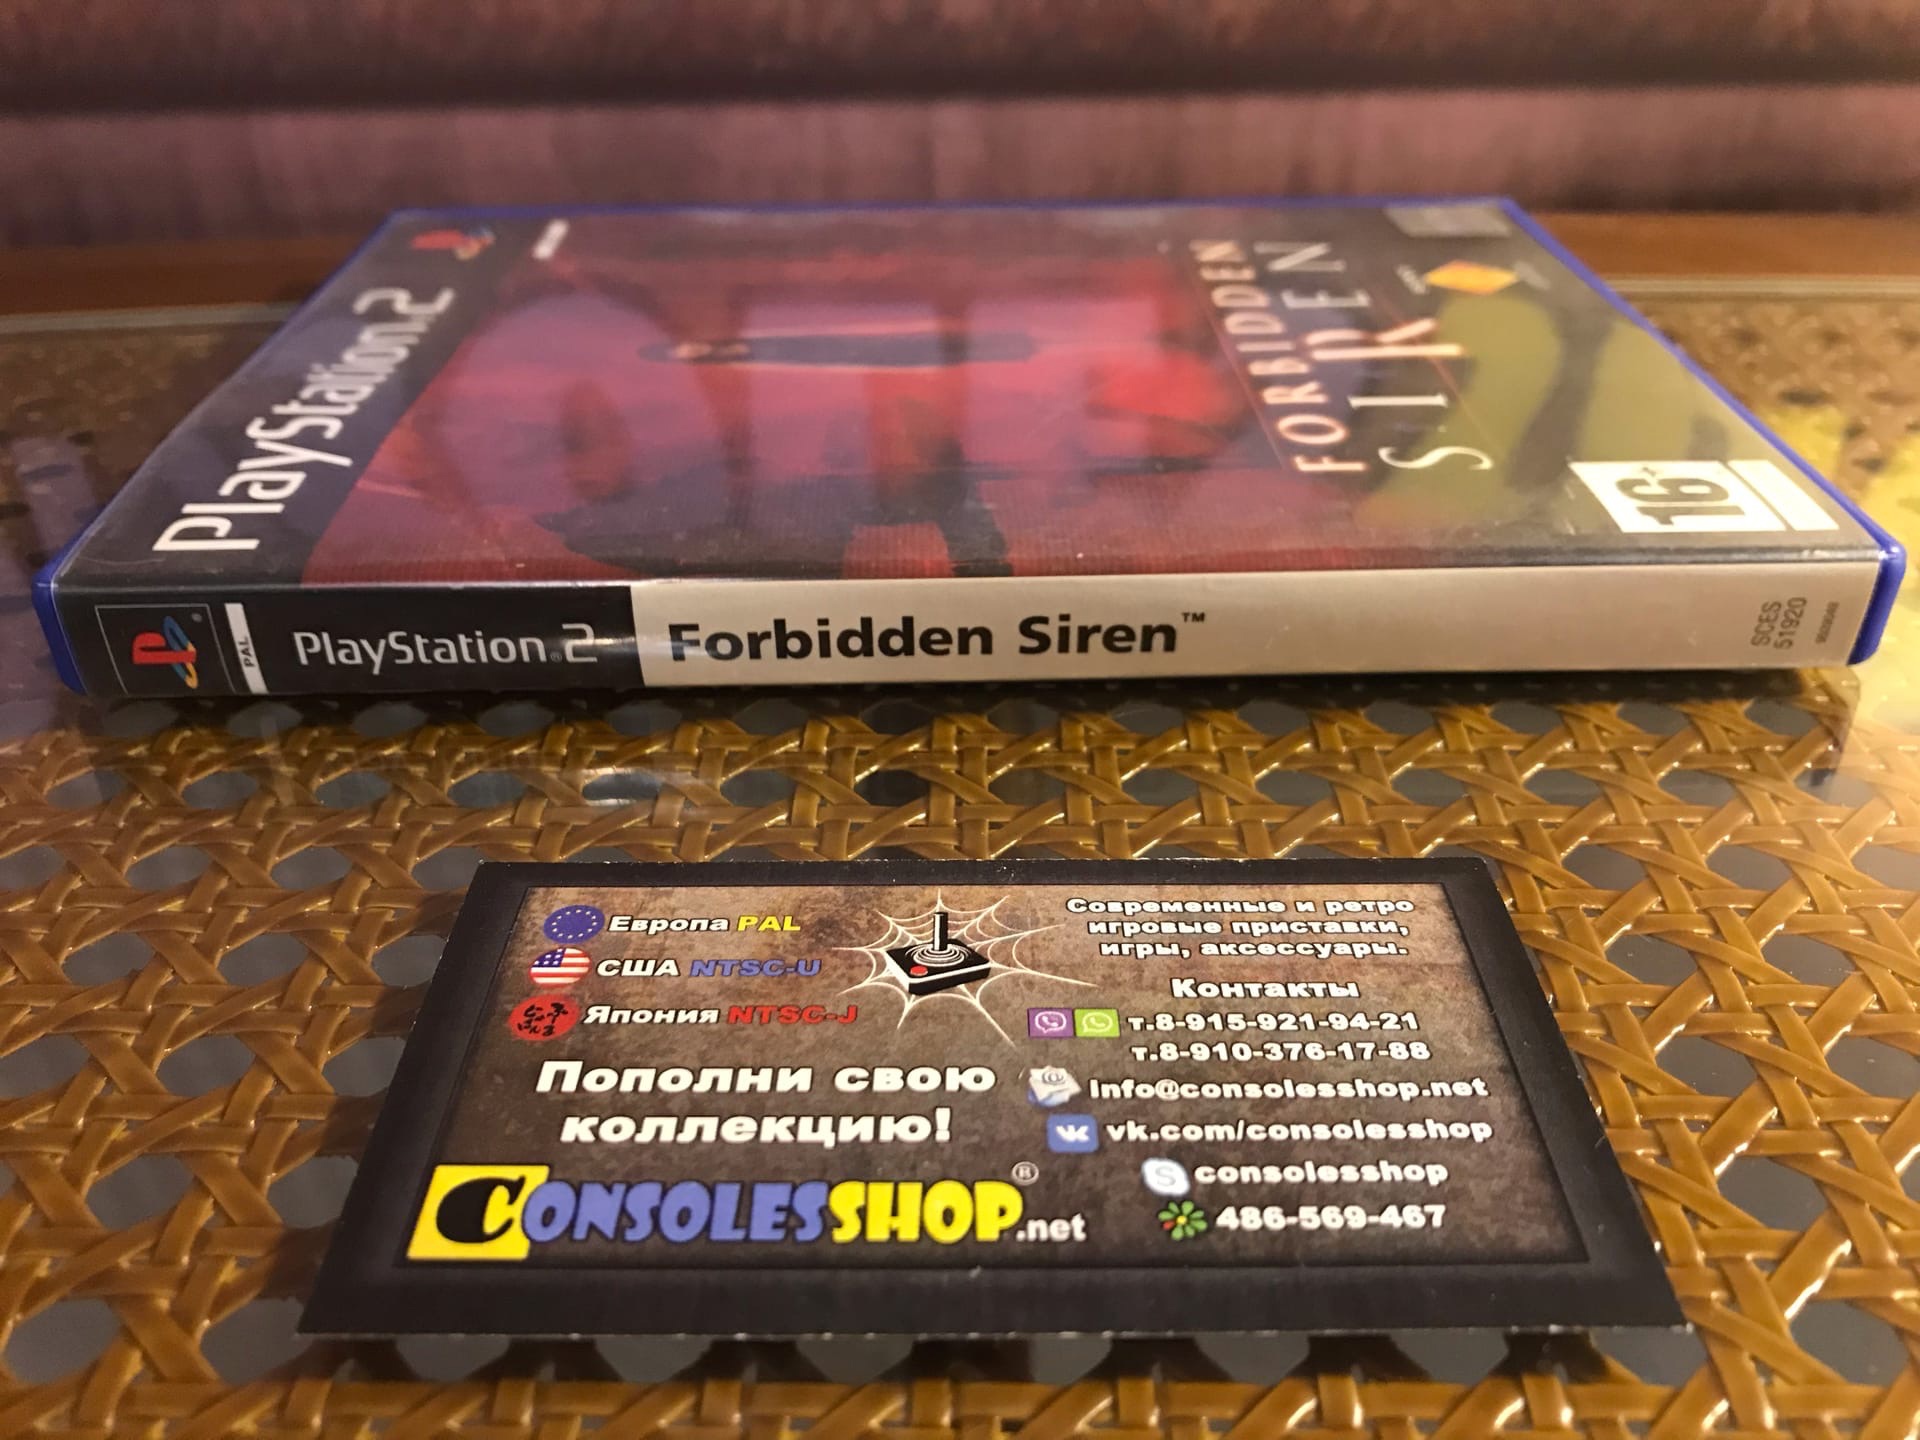 PlayStation®2
FORBIDDEN
SIREN
16+
PAL
PlayStation®2
Forbidden Siren™
SCES
51920
Европа PAL
США NTSC-U
Япония NTSC-J
Пополни свою
коллекцию!
CONSOLESSHOP®.net
Современные и ретро
игровые приставки,
игры, аксессуары.
Контакты
т.8-915-921-94-21
т.8-910-376-17-88
info@consolesshop.net
vk.com/consolesshop
consolesshop
486-569-467